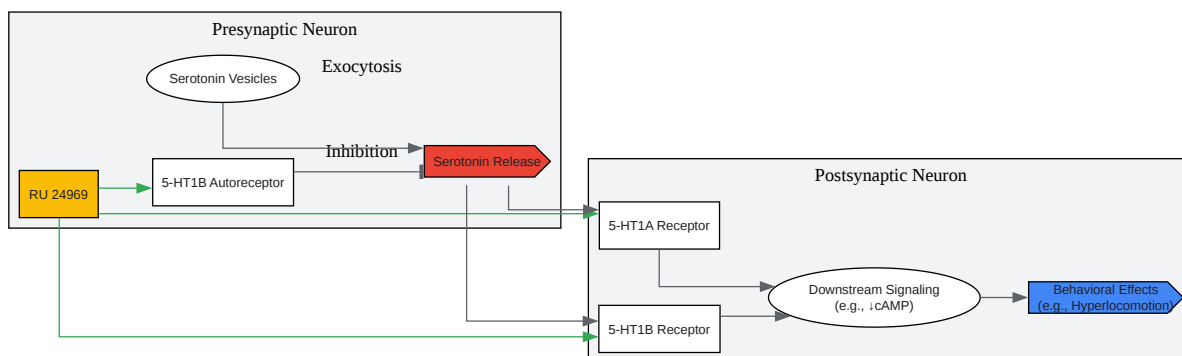 Presynaptic Neuron
Serotonin Vesicles
Exocytosis
Inhibition
Serotonin Release
5-HT1B Autoreceptor
RU 24969
Postsynaptic Neuron
5-HT1A Receptor
Downstream Signaling
(e.g., ↓cAMP)
Behavioral Effects
(e.g., Hyperlocomotion)
5-HT1B Receptor